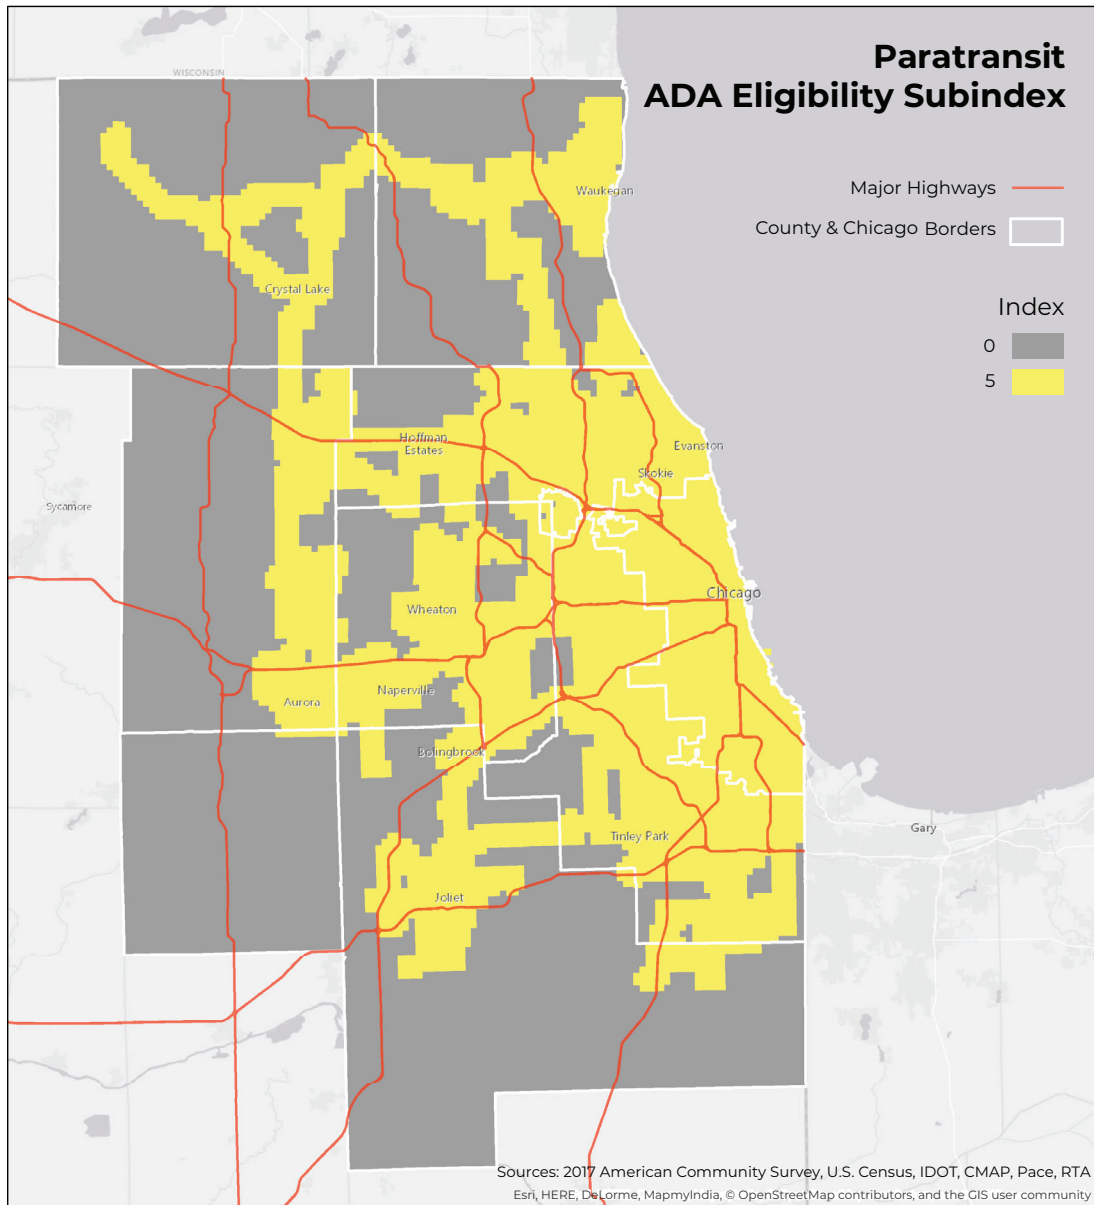 Paratransit
ADA Eligibility Subindex
WISCONSIN
Major Highways
Waukegan
County & Chicago Borders
Crystal Lake
Index
0
5
Hoffman
Estates
Evanston
Skokie
Sycamore
Chicago
Wheaton
Naperville
Aurora
Bolingbrook
Gary
Tinley Park
Joliet
Sources: 2017 American Community Survey, U.S. Census, IDOT, CMAP, Pace, RTA
Esri, HERE, DeLorme, MapmyIndia, © OpenStreetMap contributors, and the GIS user community